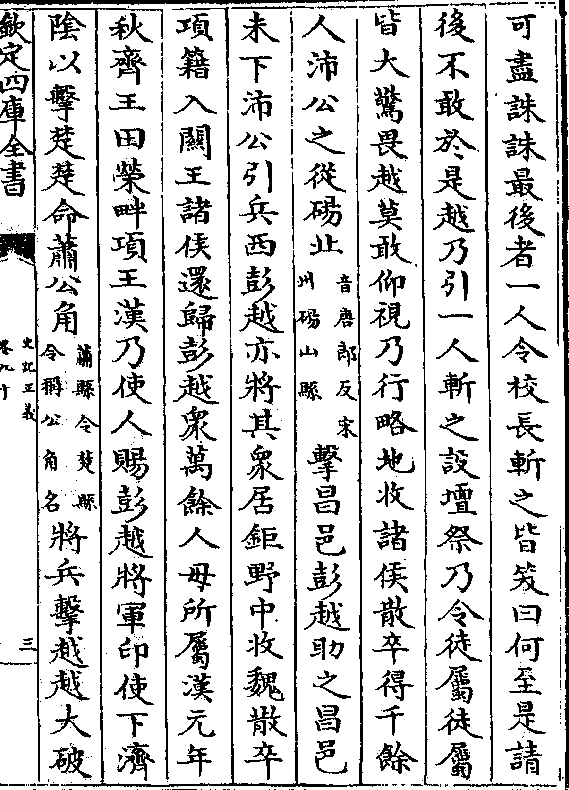 可盡誅誅最後者一人令校長斬之皆笑曰何至是請
後不敢於是越乃引一人斬之設壇祭乃令徒屬徒屬
皆大驚畏越莫敢仰視乃行略地收諸侯散卒得千餘
人沛公之從碭北音唐郎反宋州碭山縣擊昌邑彭越助之昌邑
未下沛公引兵西彭越亦將其衆居鉅野中收魏散卒
項籍入關王諸侯還歸彭越衆萬餘人毋所屬漢元年
秋齊王田榮畔項王漢乃使人賜彭越將軍印使下濟
陰以擊楚楚命蕭公角蕭縣令楚縣令稱公角名將兵擊越越大破
欽定四庫全書
史記正義
卷九十
三